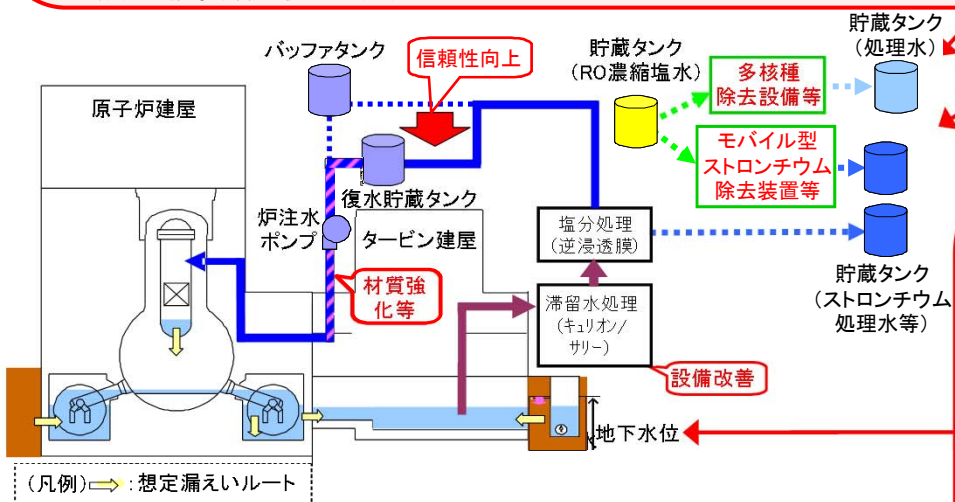 貯蔵タンク
(処理水)
バッファタンク
信頼性向上
貯蔵タンク
(RO濃縮塩水)
多核種
除去設備等
原子炉建屋
モバイル型
ストロンチウム
除去装置等
復水貯蔵タンク
炉注水
ポンプ
タービン建屋
塩分処理
(逆浸透膜)
貯蔵タンク
(ストロンチウム
処理水等)
材質強
化等
滞留水処理
(キュリオン/
サリー)
設備改善
地下水位
(凡例) :想定漏えいルート